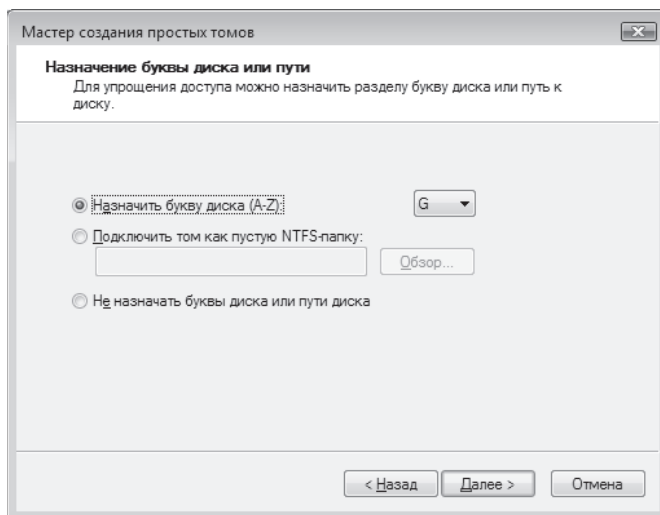 Мастер создания простых томов
Назначение буквы диска или пути
Для упрощения доступа можно назначить разделу букву диска или путь к
диску.
Назначить букву диска (A-Z):
G
Подключить том как пустую NTFS-папку:
Обзор...
Не назначать буквы диска или пути диска
< Назад
Далее >
Отмена